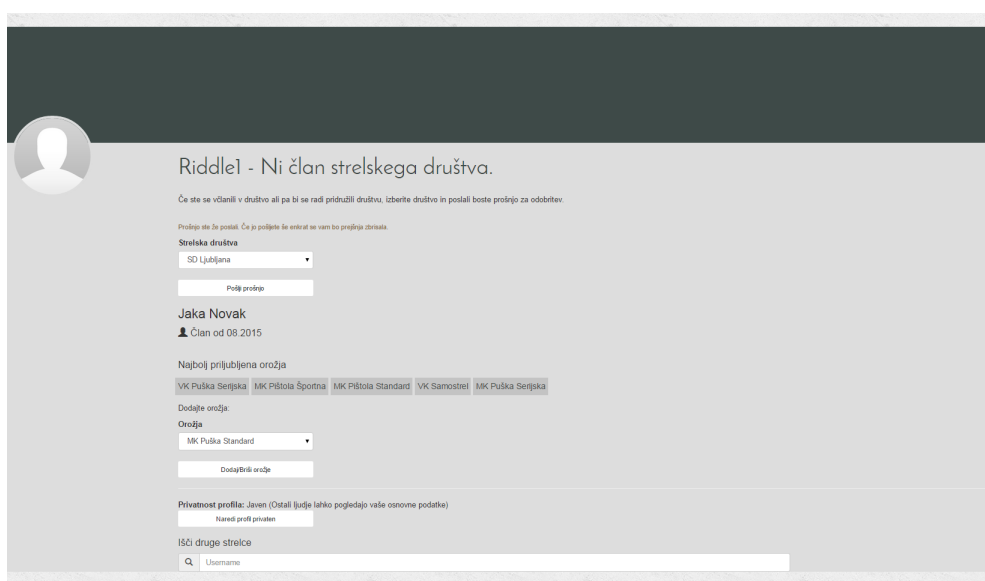 Riddle1 - Ni član strelskega društva.
Če ste se včlanili v društvo ali pa bi se radi pridružili društvu, izberite društvo in poslali boste prošnjo za odobritev.
Prošnjo ste že poslali. Če jo pošljete še enkrat se vam bo prejšnja zbrisala.
Strelska društva
SD Ljubljana
Pošlji prošnjo
Jaka Novak
Član od 08.2015
Najbolj priljubljena orožja
VK Puška Serijska MK Pištola Športna MK Pištola Standard VK Samostrel MK Puška Serijska
Dodajte orožja:
Orožja
MK Puška Standard
Dodaj/Briši orožje
Privatnost profila: Javen (Ostali ljudje lahko pogledajo vaše osnovne podatke)
Naredi profil privaten
Išči druge strelce
Username